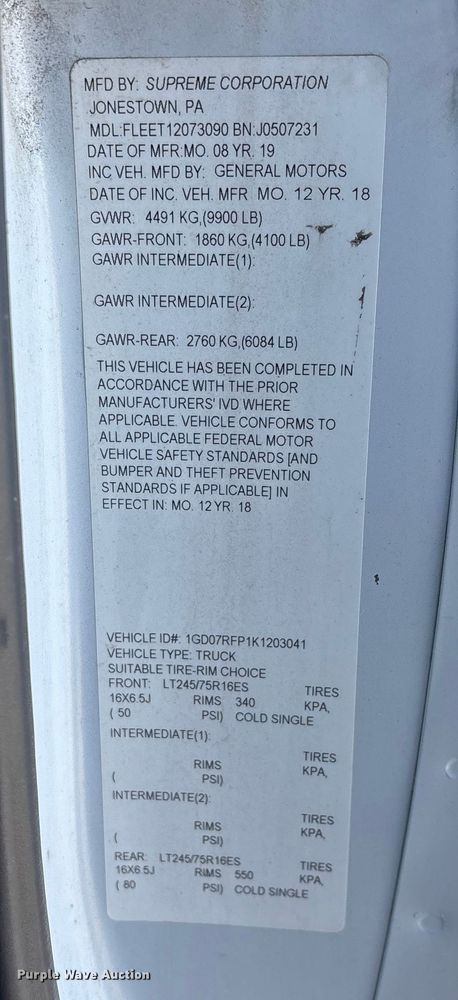 MFD BY: SUPREME CORPORATION
JONESTOWN, PA
MDL:FLEET12073090 BN:J0507231
DATE OF MFR:MO. 08 YR. 19
INC VEH. MFD BY: GENERAL MOTORS
DATE OF INC. VEH. MFR MO. 12 YR. 18
GVWR: 4491 KG,(9900 LB)
GAWR-FRONT: 1860 KG,(4100 LB)
GAWR INTERMEDIATE(1):
GAWR INTERMEDIATE(2):
GAWR-REAR: 2760 KG,(6084 LB)
THIS VEHICLE HAS BEEN COMPLETED IN
ACCORDANCE WITH THE PRIOR
MANUFACTURERS' IVD WHERE
APPLICABLE. VEHICLE CONFORMS TO
ALL APPLICABLE FEDERAL MOTOR
VEHICLE SAFETY STANDARDS [AND
BUMPER AND THEFT PREVENTION
STANDARDS IF APPLICABLE] IN
EFFECT IN: MO. 12 YR. 18
VEHICLE ID#: 1GD07RFP1K1203041
VEHICLE TYPE: TRUCK
SUITABLE TIRE-RIM CHOICE
FRONT: LT245/75R16ES TIRES
16X6.5J RIMS 340 KPA,
( 50 PSI) COLD SINGLE
INTERMEDIATE(1):
TIRES
RIMS KPA,
( PSI)
INTERMEDIATE(2):
TIRES
RIMS KPA,
( PSI)
REAR: LT245/75R16ES TIRES
16X6.5J RIMS 550 KPA,
( 80 PSI) COLD SINGLE
Purple Wave Auction